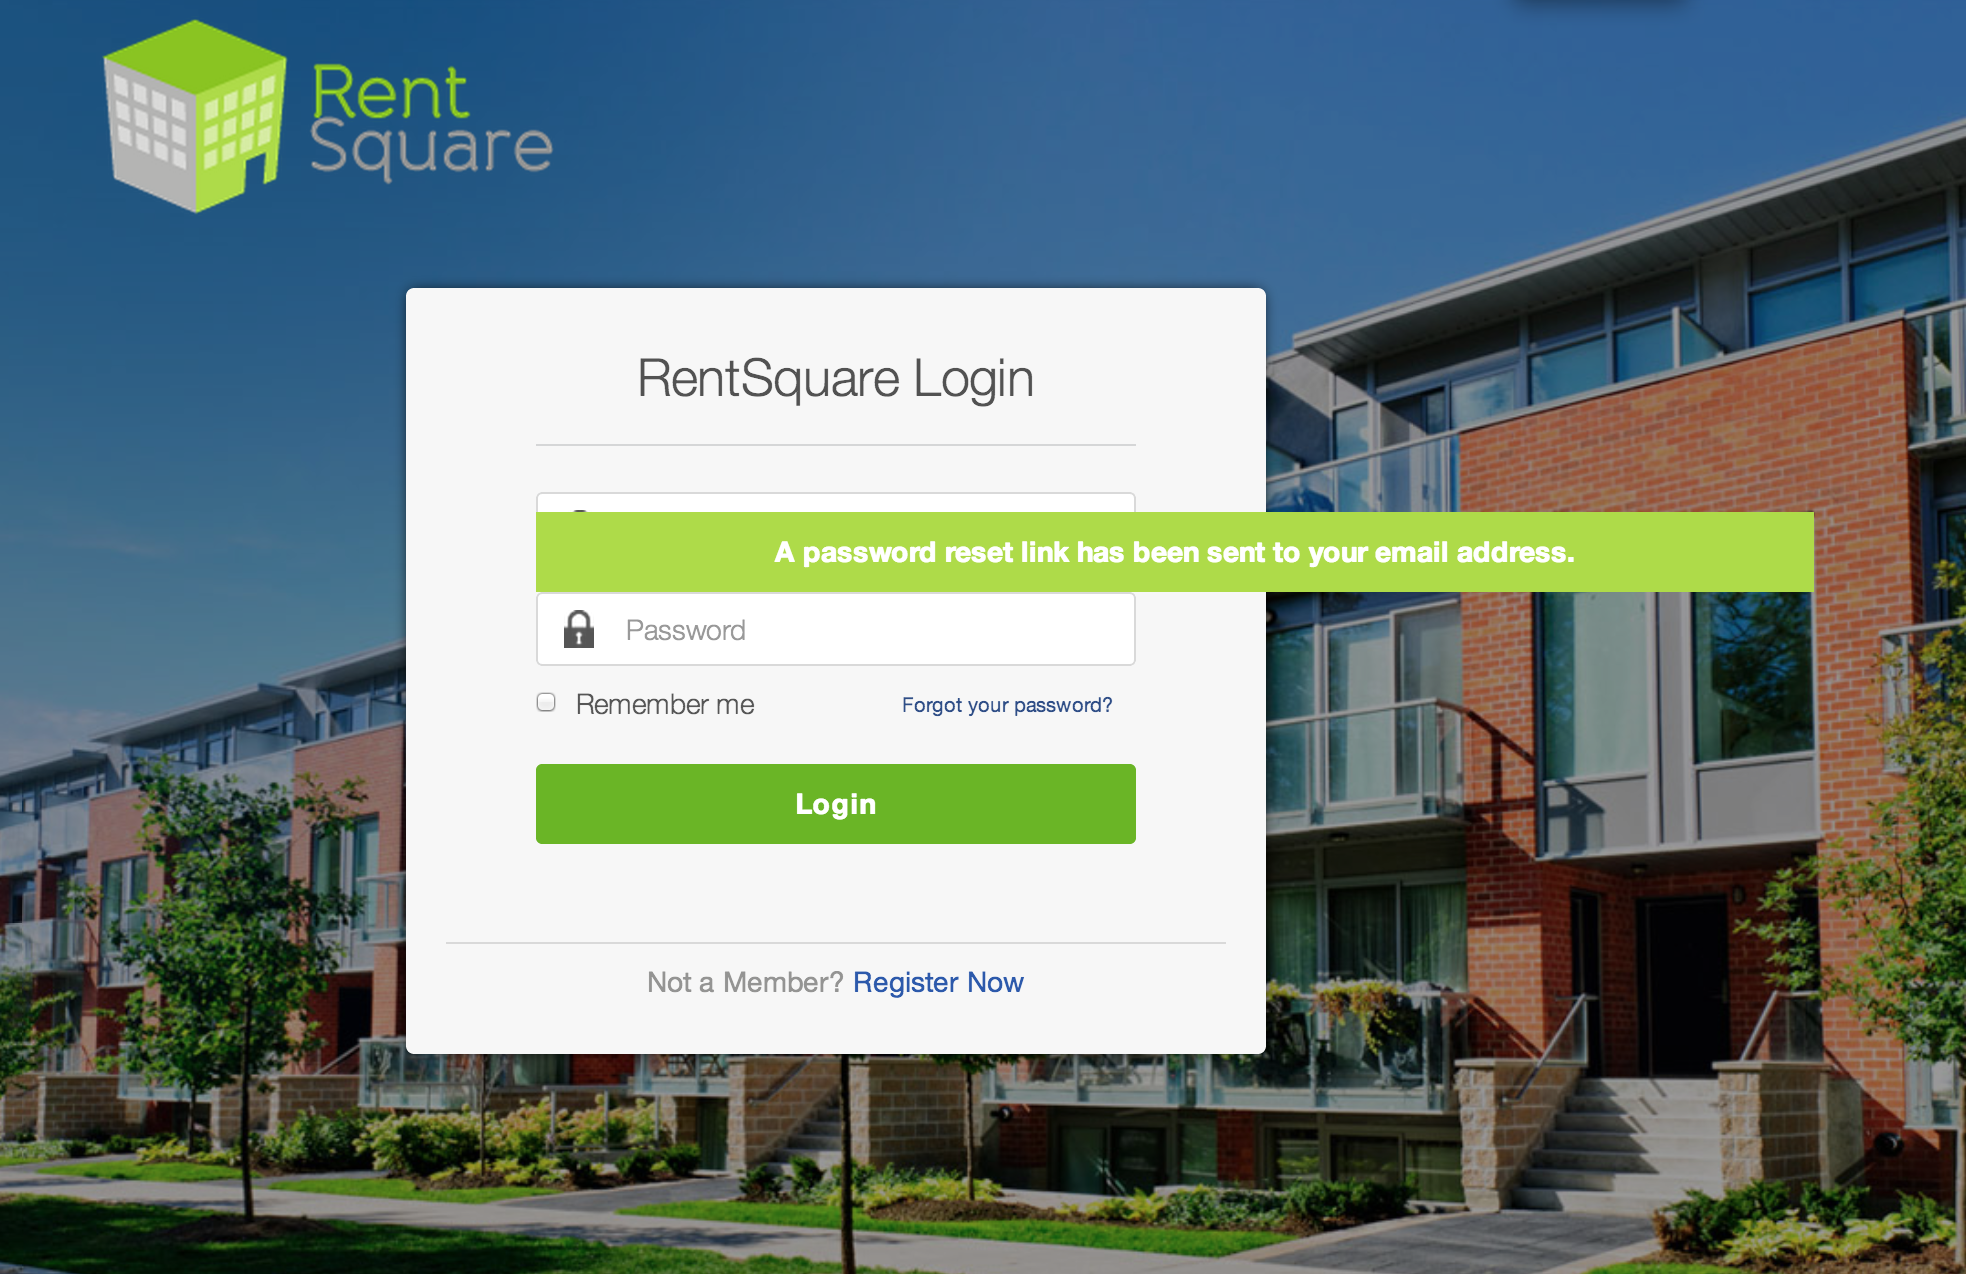 Rent
Square
RentSquare Login
A password reset link has been sent to your email address.
Password
Remember me
Forgot your password?
Login
Not a Member? Register Now